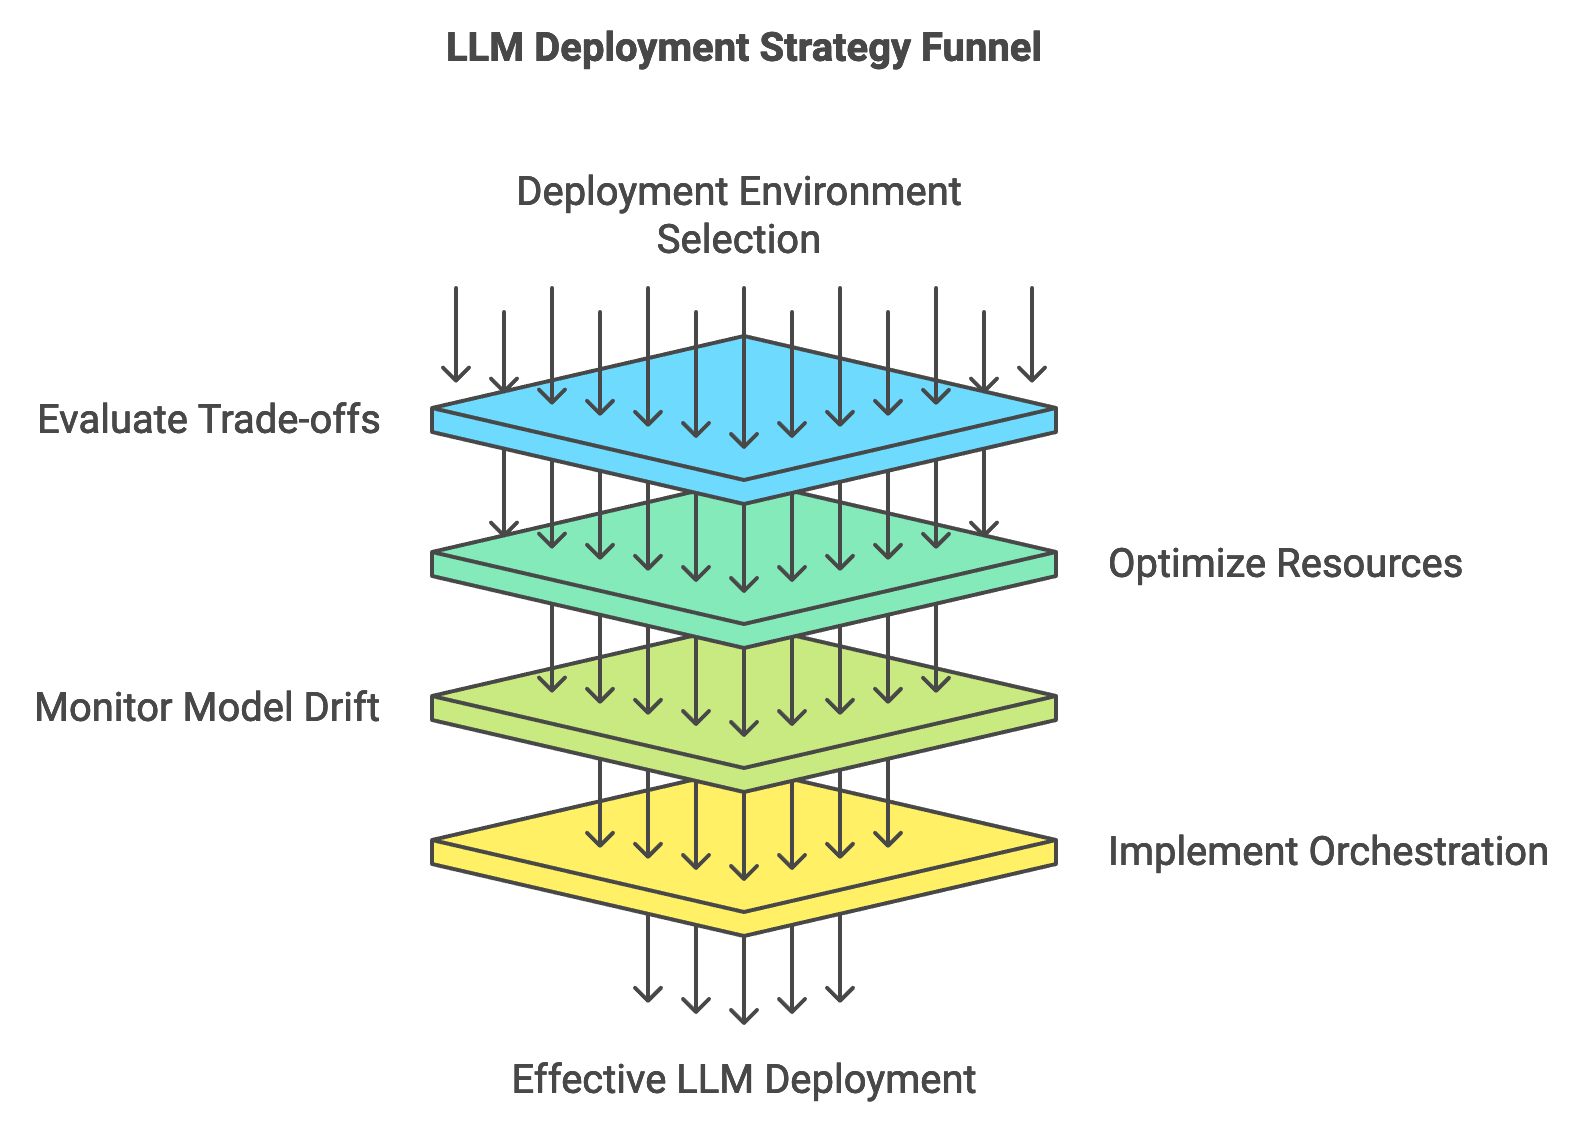 LLM Deployment Strategy Funnel
Deployment Environment
Selection
Evaluate Trade-offs
Optimize Resources
Monitor Model Drift
Implement Orchestration
Effective LLM Deployment